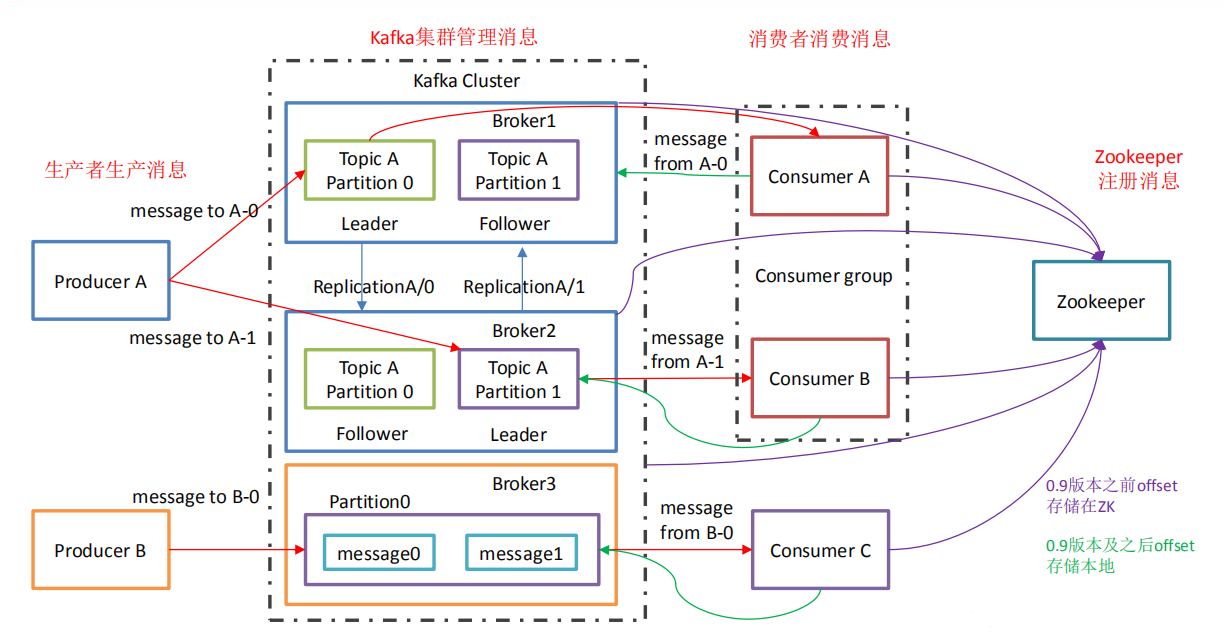 Kafka集群管理消息
消费者消费消息
Kafka Cluster
生产者生产消息
Broker1
Topic A
Partition 0
Topic A
Partition 1
Leader
Follower
message to A-0
Producer A
message to A-1
ReplicationA/0
ReplicationA/1
Broker2
Topic A
Partition 0
Topic A
Partition 1
Follower
Leader
message to B-0
Producer B
Broker3
Partition0
message0
message1
message
from A-0
Consumer A
Consumer group
message
from A-1
Consumer B
message
from B-0
Consumer C
Zookeeper
注册消息
Zookeeper
0.9版本之前offset
存储在ZK
0.9版本及之后offset
存储本地